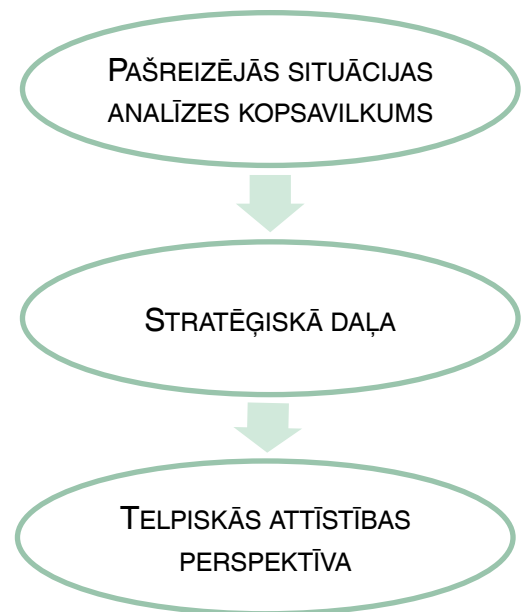 PAŠREIZĒJĀS SITUĀCIJAS
ANALĪZES KOPSAVILKUMS
STRATĒĢISKĀ DAĻA
TELPISKĀS ATTĪSTĪBAS
PERSPEKTĪVA